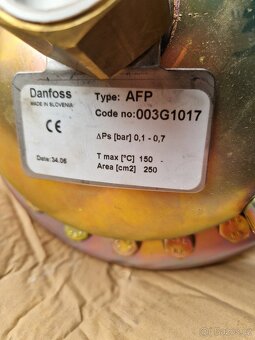 Danfoss
MADE IN SLOVENIA
Type: AFP
Code no: 003G1017
CE
ΔPs [bar] 0,1 - 0,7
Date: 34.06
T max [°C] 150
Area [cm2] 250